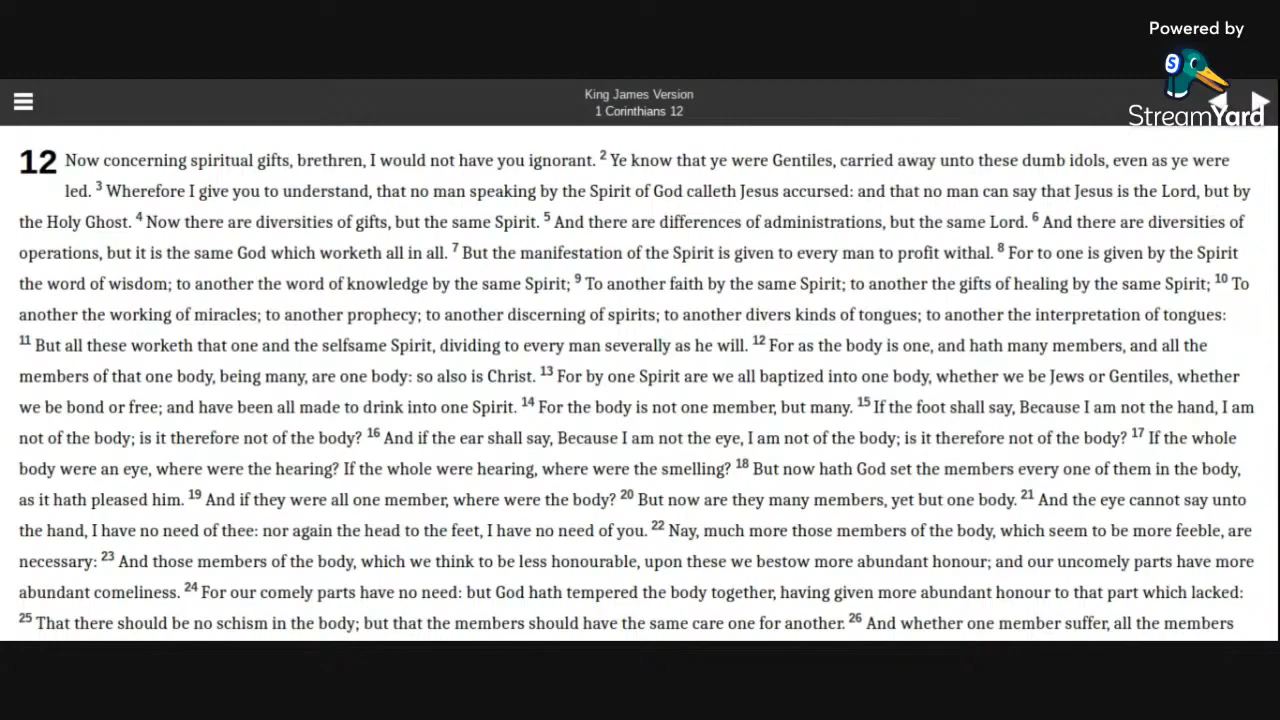 Powered by
StreamYard
King James Version
1 Corinthians 12
12 Now concerning spiritual gifts, brethren, I would not have you ignorant. 2 Ye know that ye were Gentiles, carried away unto these dumb idols, even as ye were
led. 3 Wherefore I give you to understand, that no man speaking by the Spirit of God calleth Jesus accursed: and that no man can say that Jesus is the Lord, but by
the Holy Ghost. 4 Now there are diversities of gifts, but the same Spirit. 5 And there are differences of administrations, but the same Lord. 6 And there are diversities of
operations, but it is the same God which worketh all in all. 7 But the manifestation of the Spirit is given to every man to profit withal. 8 For to one is given by the Spirit
the word of wisdom; to another the word of knowledge by the same Spirit; 9 To another faith by the same Spirit; to another the gifts of healing by the same Spirit; 10 To
another the working of miracles; to another prophecy; to another discerning of spirits; to another divers kinds of tongues; to another the interpretation of tongues:
11 But all these worketh that one and the selfsame Spirit, dividing to every man severally as he will. 12 For as the body is one, and hath many members, and all the
members of that one body, being many, are one body: so also is Christ. 13 For by one Spirit are we all baptized into one body, whether we be Jews or Gentiles, whether
we be bond or free; and have been all made to drink into one Spirit. 14 For the body is not one member, but many. 15 If the foot shall say, Because I am not the hand, I am
not of the body; is it therefore not of the body? 16 And if the ear shall say, Because I am not the eye, I am not of the body; is it therefore not of the body? 17 If the whole
body were an eye, where were the hearing? If the whole were hearing, where were the smelling? 18 But now hath God set the members every one of them in the body,
as it hath pleased him. 19 And if they were all one member, where were the body? 20 But now are they many members, yet but one body. 21 And the eye cannot say unto
the hand, I have no need of thee: nor again the head to the feet, I have no need of you. 22 Nay, much more those members of the body, which seem to be more feeble, are
necessary: 23 And those members of the body, which we think to be less honourable, upon these we bestow more abundant honour; and our uncomely parts have more
abundant comeliness. 24 For our comely parts have no need: but God hath tempered the body together, having given more abundant honour to that part which lacked:
25 That there should be no schism in the body; but that the members should have the same care one for another. 26 And whether one member suffer, all the members